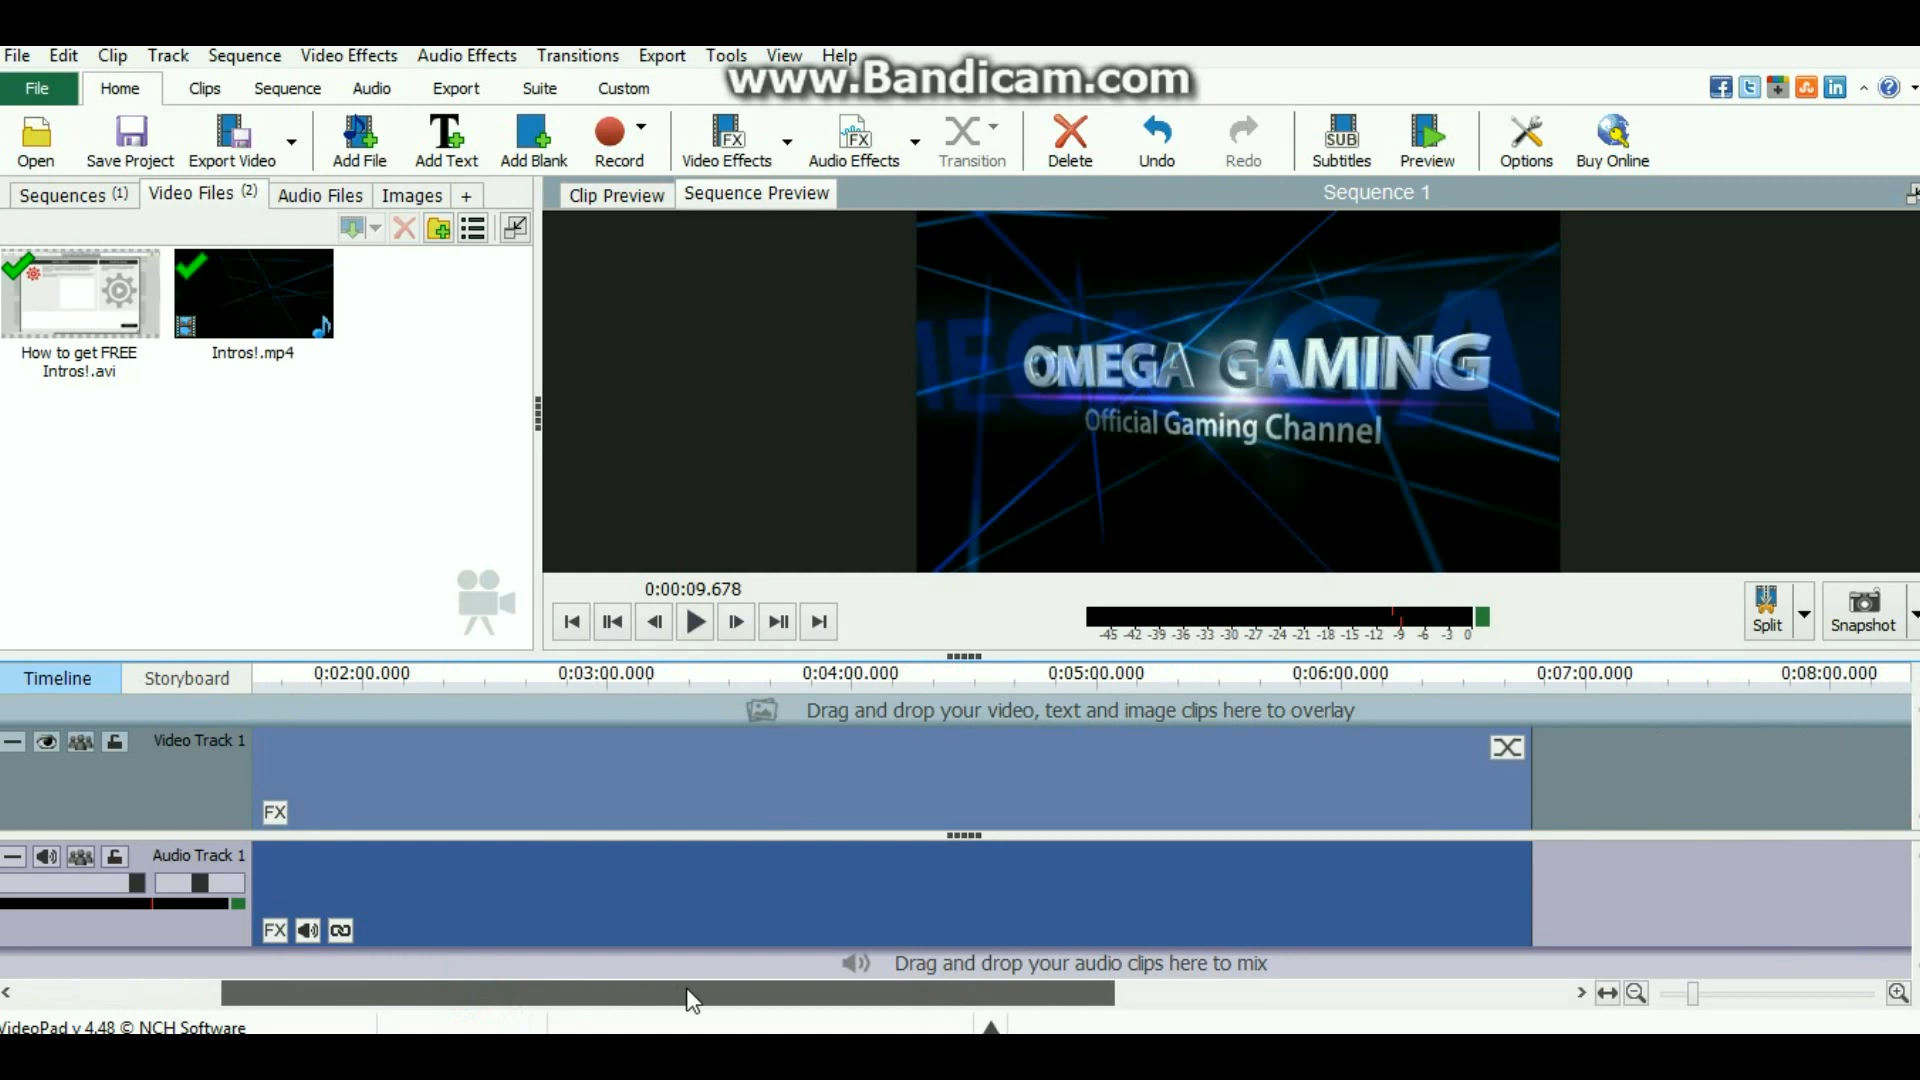 File Edit Clip Track Sequence Video Effects Audio Effects Transitions Export Tools View Help
www.Bandicam.com
File Home Clips Sequence Audio Export Suite Custom
Open Save Project Export Video Add File Add Text Add Blank Record Video Effects Audio Effects Transition Delete Undo Redo Subtitles Preview Options Buy Online
Sequences (1) Video Files (2) Audio Files Images +
Clip Preview Sequence Preview Sequence 1
How to get FREE
Intros!.avi
Intros!.mp4
OMEGA GAMING
Official Gaming Channel
0:00:09.678
-45 -42 -39 -36 -33 -30 -27 -24 -21 -18 -15 -12 -9 -6 -3 0
Split Snapshot
Timeline Storyboard
0:02:00.000 0:03:00.000 0:04:00.000 0:05:00.000 0:06:00.000 0:07:00.000 0:08:00.000
Drag and drop your video, text and image clips here to overlay
Video Track 1
FX
Audio Track 1
FX
Drag and drop your audio clips here to mix
VideoPad v 4.48 © NCH Software